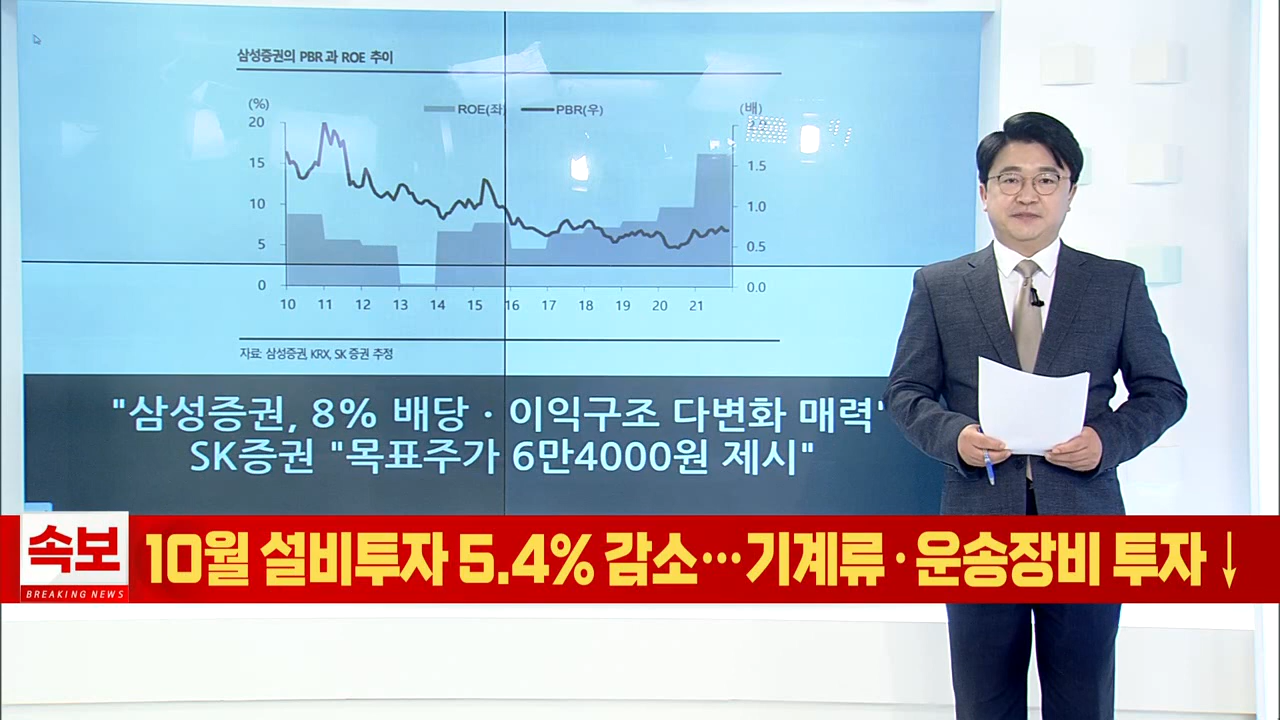 삼성증권의 PBR 과 ROE 추이
(%)
ROE(좌)
PBR(우)
(배)
20
15
10
5
0
1.5
1.0
0.5
0.0
10 11 12 13 14 15 16 17 18 19 20 21
자료: 삼성증권, KRX, SK 증권 추정
"삼성증권, 8% 배당 · 이익구조 다변화 매력"
SK증권 "목표주가 6만4000원 제시"
속보
BREAKING NEWS
10월 설비투자 5.4% 감소…기계류·운송장비 투자↓